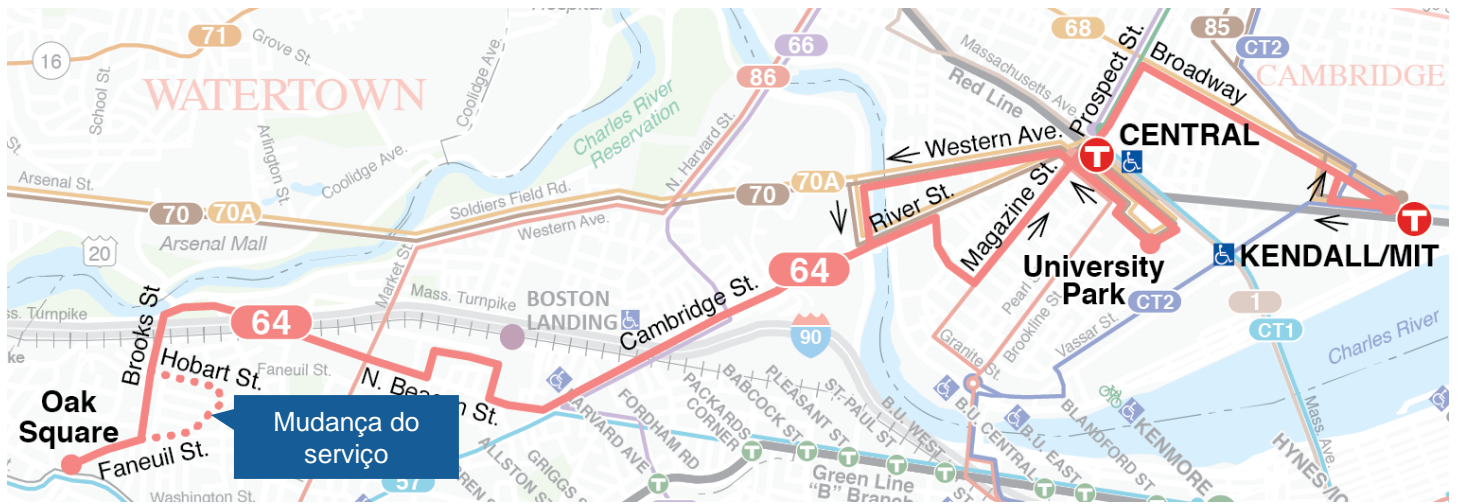 16
71
Grove St.
School St.
WATERTOWN
Arlington St.
Coolidge Ave.
Coolidge Ave.
Charles River
Reservation
66
86
N. Harvard St.
Massachusetts Ave.
Red Line
68
85
CT2
Prospect St.
Broadway
CAMBRIDGE
T
CENTRAL
Western Ave.
River St.
Magazine St.
T
KENDALL/MIT
University
Park
Arsenal St.
70
70A
Arsenal Mall
Soldiers Field Rd.
Western Ave.
70
70A
20
Market St.
Mass. Turnpike
BOSTON
LANDING
Cambridge St.
64
90
Brooks St
64
Hobart St.
Faneuil St.
N. Beacon St.
Oak
Square
Faneuil St.
Mudança do
serviço
Washington St.
57
HARVARD AVE
FORDHAM RD
PACKARDS
CORNER
BABCOCK ST
PLEASANT ST
ST. PAUL ST
B.U. WEST
B.U. CENTRAL
B.U. EAST
BLANDFORD ST
KENMORE
Green Line
"B" Branch
Granite St.
Brookline St.
Vassar St.
CT2
1
CT1
Charles River
Mass Ave.